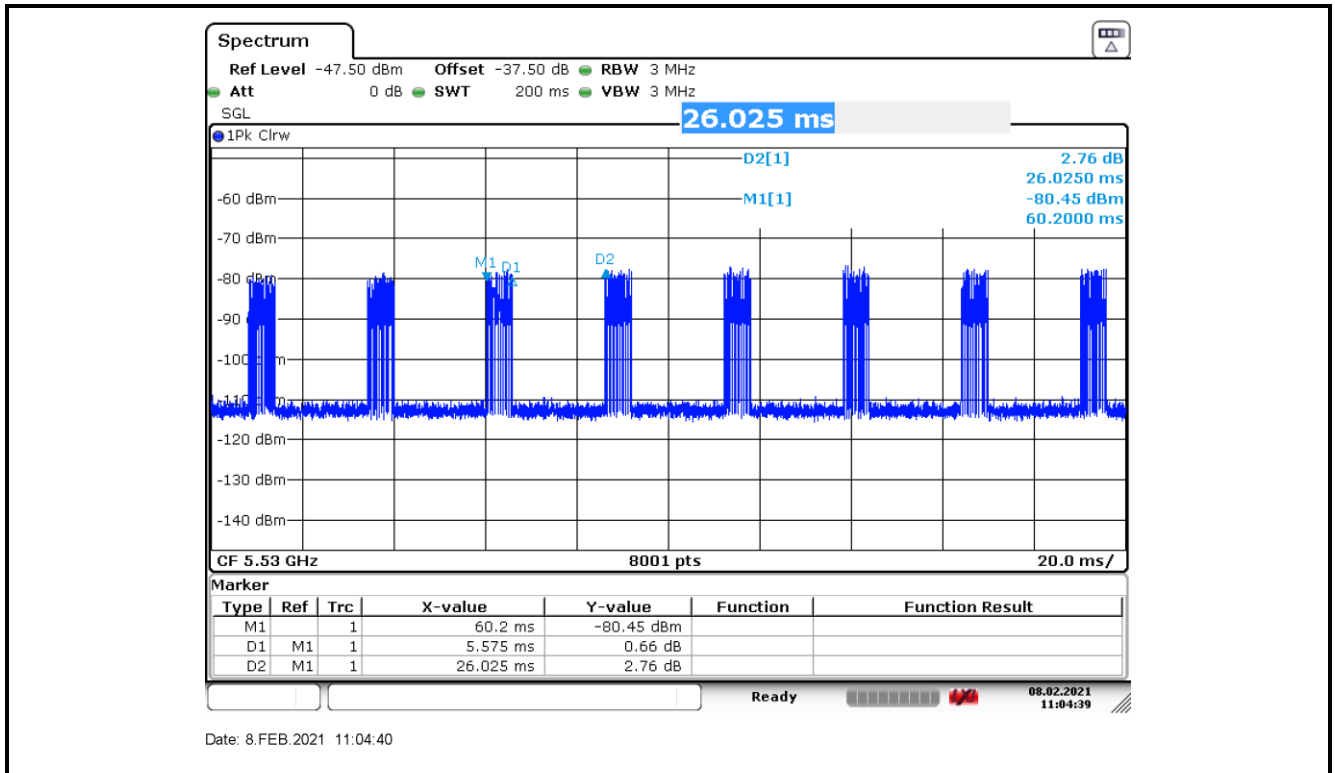 Spectrum
Ref Level -47.50 dBm Offset -37.50 dB RBW 3 MHz
Att 0 dB SWT 200 ms VBW 3 MHz
SGL
26.025 ms
1Pk Clrw
D2[1] 2.76 dB
26.0250 ms
-60 dBm M1[1] -80.45 dBm
60.2000 ms
-70 dBm
M1 D1 D2
-80 dBm
-90
-100 m
-120 dBm
-130 dBm
-140 dBm
CF 5.53 GHz 8001 pts 20.0 ms/
Marker
Type Ref Trc X-value Y-value Function Function Result
M1 1 60.2 ms -80.45 dBm
D1 M1 1 5.575 ms 0.66 dB
D2 M1 1 26.025 ms 2.76 dB
Ready 08.02.2021
11:04:39
Date: 8.FEB.2021 11:04:40